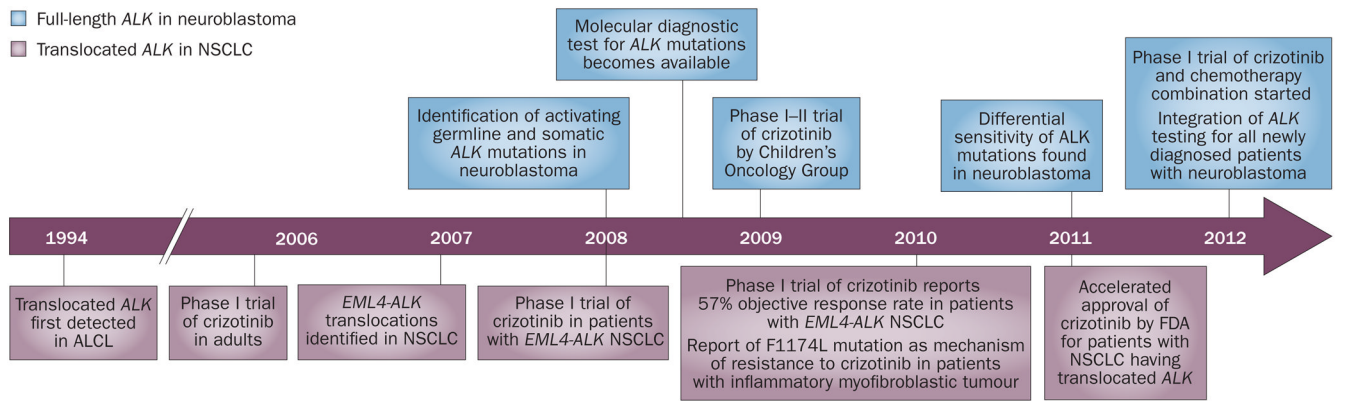 Full-length ALK in neuroblastoma
Translocated ALK in NSCLC
Molecular diagnostic
test for ALK mutations
becomes available
Identification of activating
germline and somatic
ALK mutations in
neuroblastoma
Phase I–II trial
of crizotinib
by Children’s
Oncology Group
Differential
sensitivity of ALK
mutations found
in neuroblastoma
Phase I trial of crizotinib
and chemotherapy
combination started
Integration of ALK
testing for all newly
diagnosed patients
with neuroblastoma
1994
2006
2007
2008
2009
2010
2011
2012
Translocated ALK
first detected
in ALCL
Phase I trial
of crizotinib
in adults
EML4-ALK
translocations
identified in NSCLC
Phase I trial of
crizotinib in patients
with EML4-ALK NSCLC
Phase I trial of crizotinib reports
57% objective response rate in patients
with EML4-ALK NSCLC
Report of F1174L mutation as mechanism
of resistance to crizotinib in patients
with inflammatory myofibroblastic tumour
Accelerated
approval of
crizotinib by FDA
for patients with
NSCLC having
translocated ALK